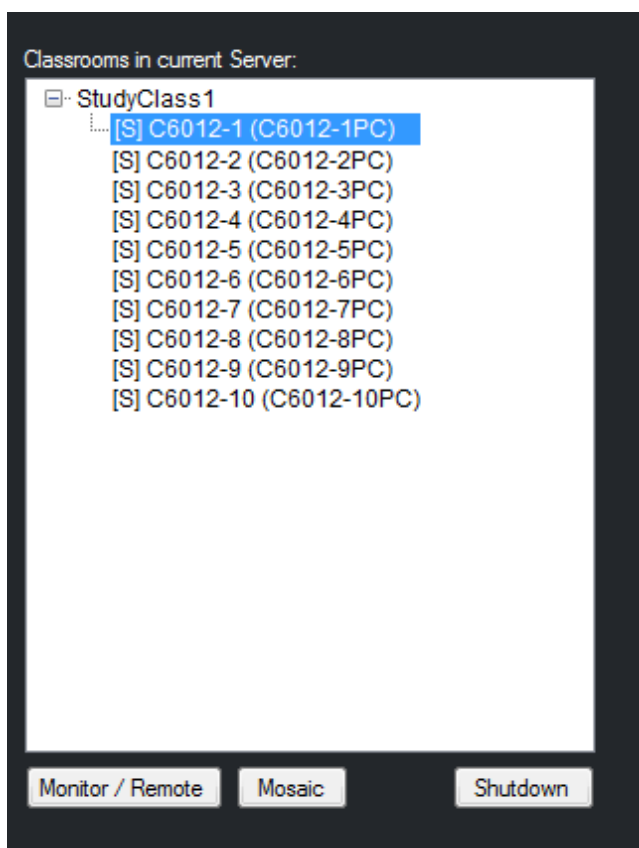 Classrooms in current Server:
StudyClass1
[S] C6012-1 (C6012-1PC)
[S] C6012-2 (C6012-2PC)
[S] C6012-3 (C6012-3PC)
[S] C6012-4 (C6012-4PC)
[S] C6012-5 (C6012-5PC)
[S] C6012-6 (C6012-6PC)
[S] C6012-7 (C6012-7PC)
[S] C6012-8 (C6012-8PC)
[S] C6012-9 (C6012-9PC)
[S] C6012-10 (C6012-10PC)
Monitor / Remote Mosaic Shutdown